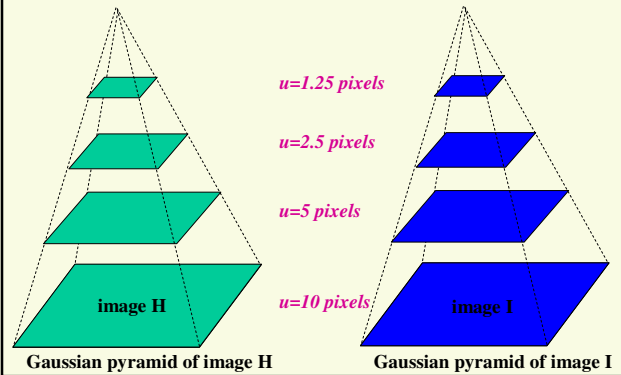 u=1.25 pixels
u=2.5 pixels
u=5 pixels
image H
u=10 pixels
image I
Gaussian pyramid of image H
Gaussian pyramid of image I